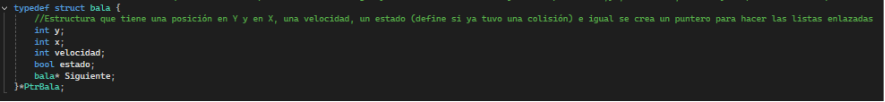 typedef struct bala {
//Estructura que tiene una posición en Y y en X, una velocidad, un estado (define si ya tuvo una colisión) e igual se crea un puntero para hacer las listas enlazadas
int y;
int x;
int velocidad;
bool estado;
bala* Siguiente;
}*PtrBala;